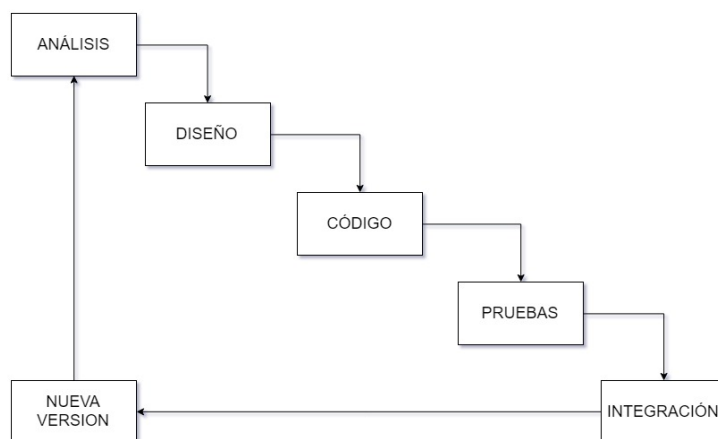 ANÁLISIS
DISEÑO
CÓDIGO
PRUEBAS
NUEVA
VERSION
INTEGRACIÓN